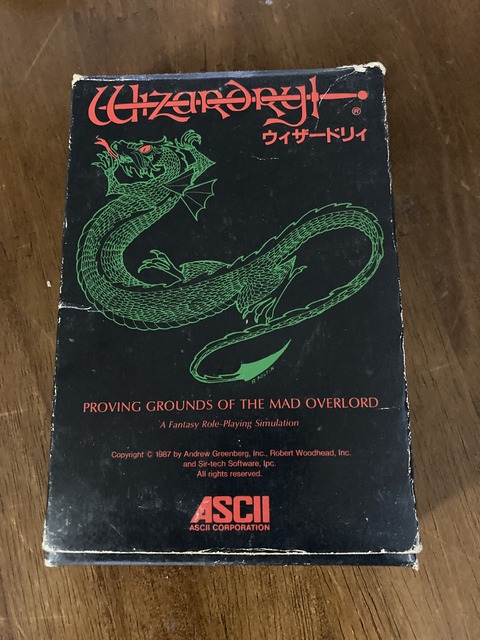 Wizardry
®
ウィザードリィ
PROVING GROUNDS OF THE MAD OVERLORD
A Fantasy Role-Playing Simulation
Copyright © 1987 by Andrew Greenberg, Inc., Robert Woodhead, Inc.
and Sir-tech Software, Ipc.
All rights reserved.
ASCII
ASCII CORPORATION